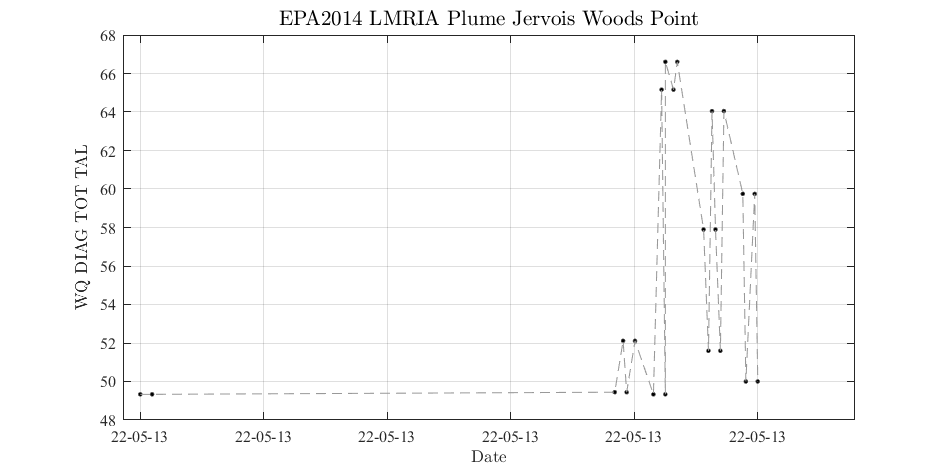 EPA2014 LMRIA Plume Jervois Woods Point
WQ DIAG TOT TAL
68
66
64
62
60
58
56
54
52
50
48
22-05-13 22-05-13 22-05-13 22-05-13 22-05-13 22-05-13
Date